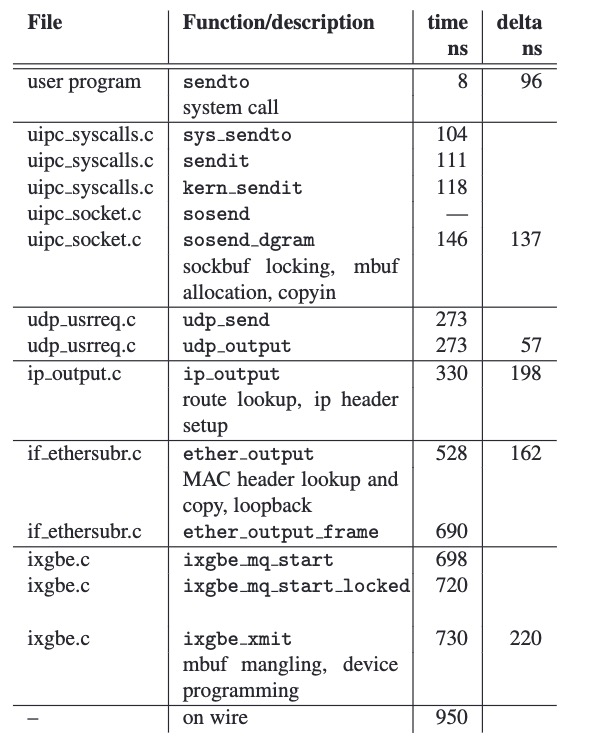 File Function/description time delta
ns ns
user program sendto 8 96
system call
uipc_syscalls.c sys_sendto 104
uipc_syscalls.c sendit 111
uipc_syscalls.c kern_sendit 118
uipc_socket.c sosend —
uipc_socket.c sosend_dgram 146 137
sockbuf locking, mbuf
allocation, copyin
udp_usrreq.c udp_send 273
udp_usrreq.c udp_output 273 57
ip_output.c ip_output 330 198
route lookup, ip header
setup
if_ethersubr.c ether_output 528 162
MAC header lookup and
copy, loopback
if_ethersubr.c ether_output_frame 690
ixgbe.c ixgbe_mq_start 698
ixgbe.c ixgbe_mq_start_locked 720
ixgbe.c ixgbe_xmit 730 220
mbuf mangling, device
programming
– on wire 950